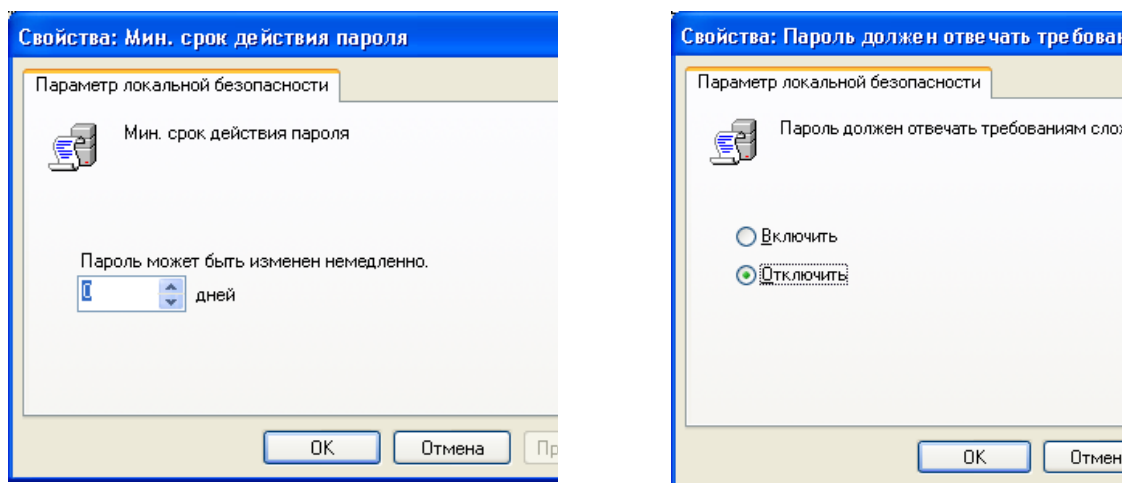 Свойства: Мин. срок действия пароля
Параметр локальной безопасности
Мин. срок действия пароля
Пароль может быть изменен немедленно.
0 дней
OK Отмена Пр
Свойства: Пароль должен отвечать требован
Параметр локальной безопасности
Пароль должен отвечать требованиям слож
Включить
Отключить
OK Отмен